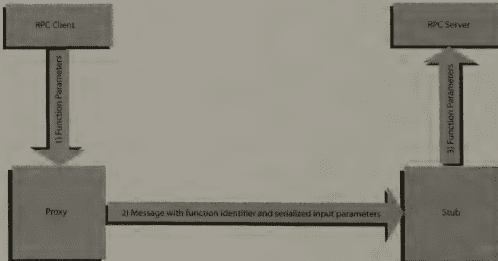 RPC Client
RPC Server
1) Function Parameters
3) Function Parameters
Proxy
2) Message with function identifier and serialized input parameters
Stub